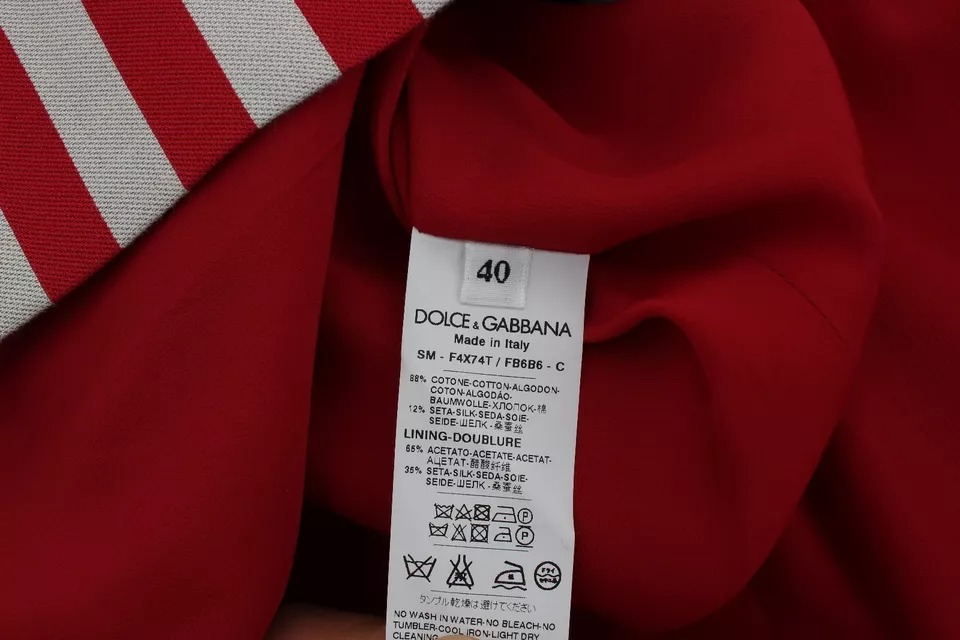 40
DOLCE & GABBANA
Made in Italy
SM - F4X74T / FB6B6 - C
88% COTONE-COTTON-ALGODON-
COTON-ALGODÃO-
BAUMWOLLE-ХЛОПОК-棉
12% SETA-SILK-SEDA-SOIE-
SEIDE-ШЕЛК-桑蚕丝
LINING-DOUBLURE
65% ACETATO-ACETATE-ACETAT-
АЦЕТАТ-醋酸纤维
35% SETA-SILK-SEDA-SOIE-
SEIDE-ШЕЛК-桑蚕丝
P
P
ドライ
タンブル乾燥は避けてください
NO WASH IN WATER-NO BLEACH-NO
TUMBLER-COOL IRON-LIGHT DRY
CLEANING